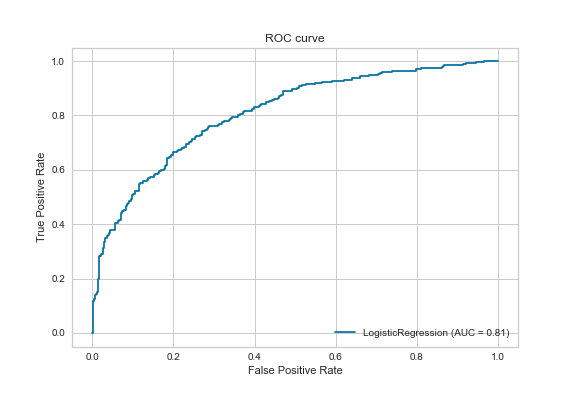 ROC curve
True Positive Rate
1.0
0.8
0.6
0.4
0.2
0.0
LogisticRegression (AUC = 0.81)
0.0 0.2 0.4 0.6 0.8 1.0
False Positive Rate